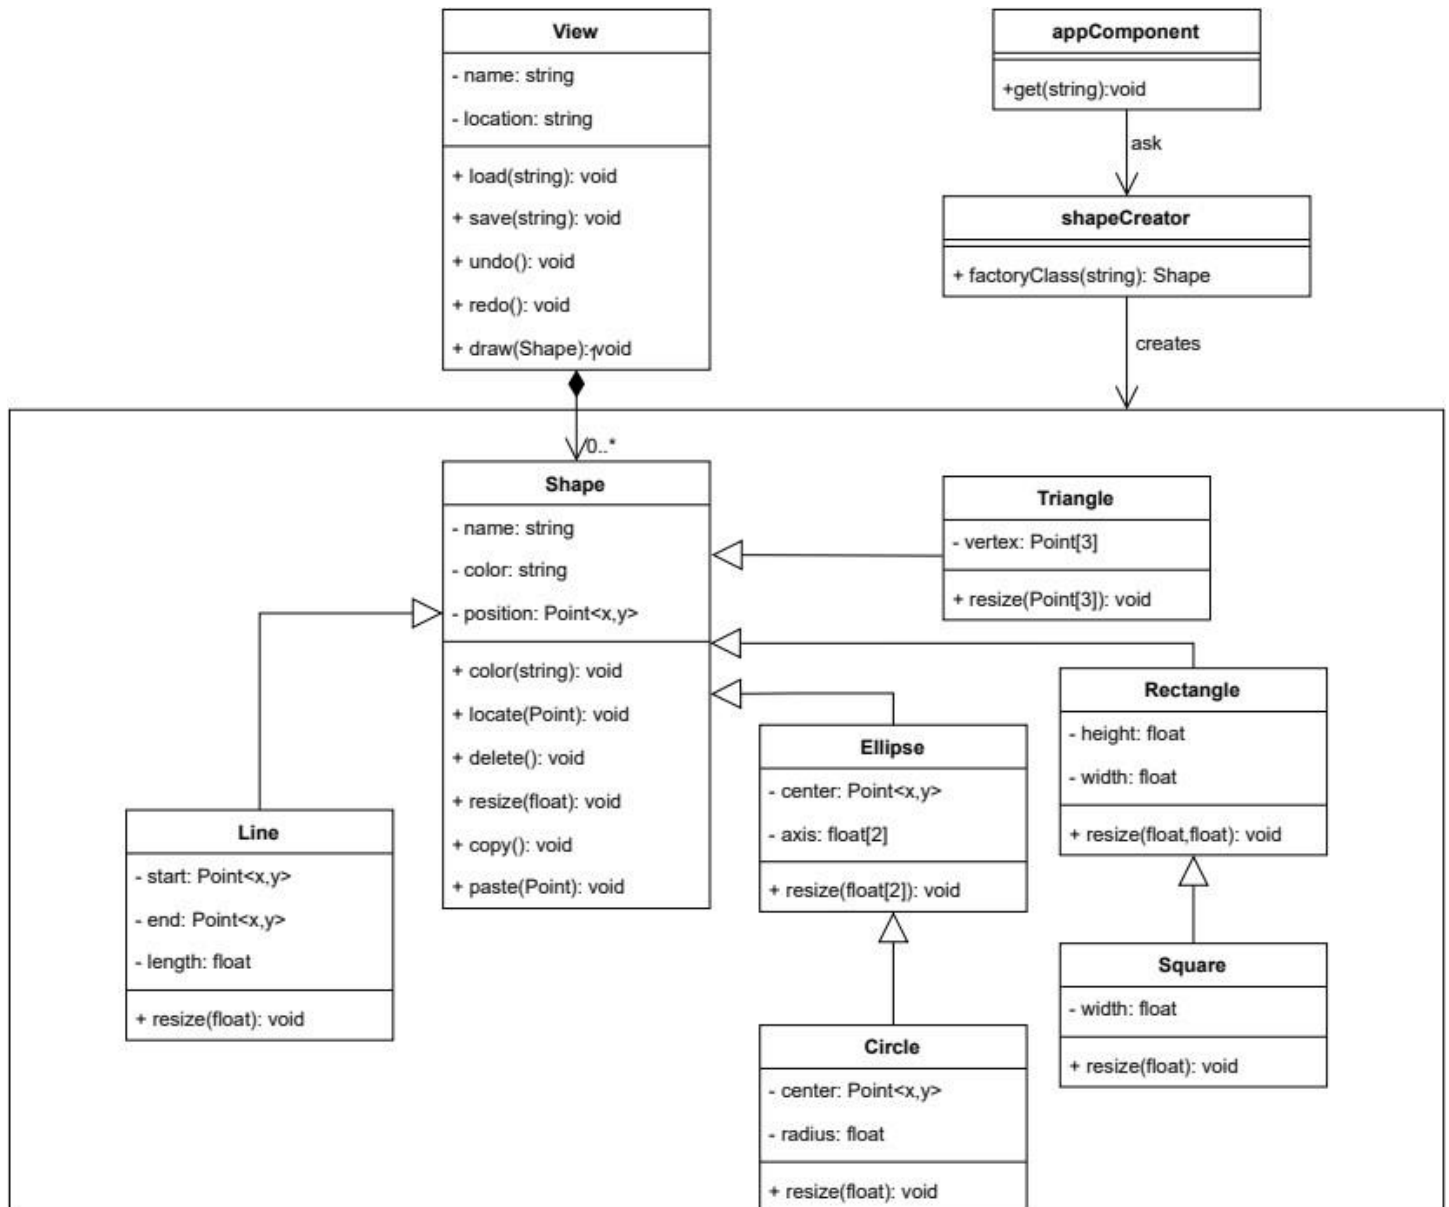 View
- name: string
- location: string
+ load(string): void
+ save(string): void
+ undo(): void
+ redo(): void
+ draw(Shape): void
1
appComponent
+get(string):void
ask
shapeCreator
+ factoryClass(string): Shape
creates
0..*
Shape
- name: string
- color: string
- position: Point<x,y>
+ color(string): void
+ locate(Point): void
+ delete(): void
+ resize(float): void
+ copy(): void
+ paste(Point): void
Triangle
- vertex: Point[3]
+ resize(Point[3]): void
Rectangle
- height: float
- width: float
+ resize(float,float): void
Ellipse
- center: Point<x,y>
- axis: float[2]
+ resize(float[2]): void
Line
- start: Point<x,y>
- end: Point<x,y>
- length: float
+ resize(float): void
Square
- width: float
+ resize(float): void
Circle
- center: Point<x,y>
- radius: float
+ resize(float): void